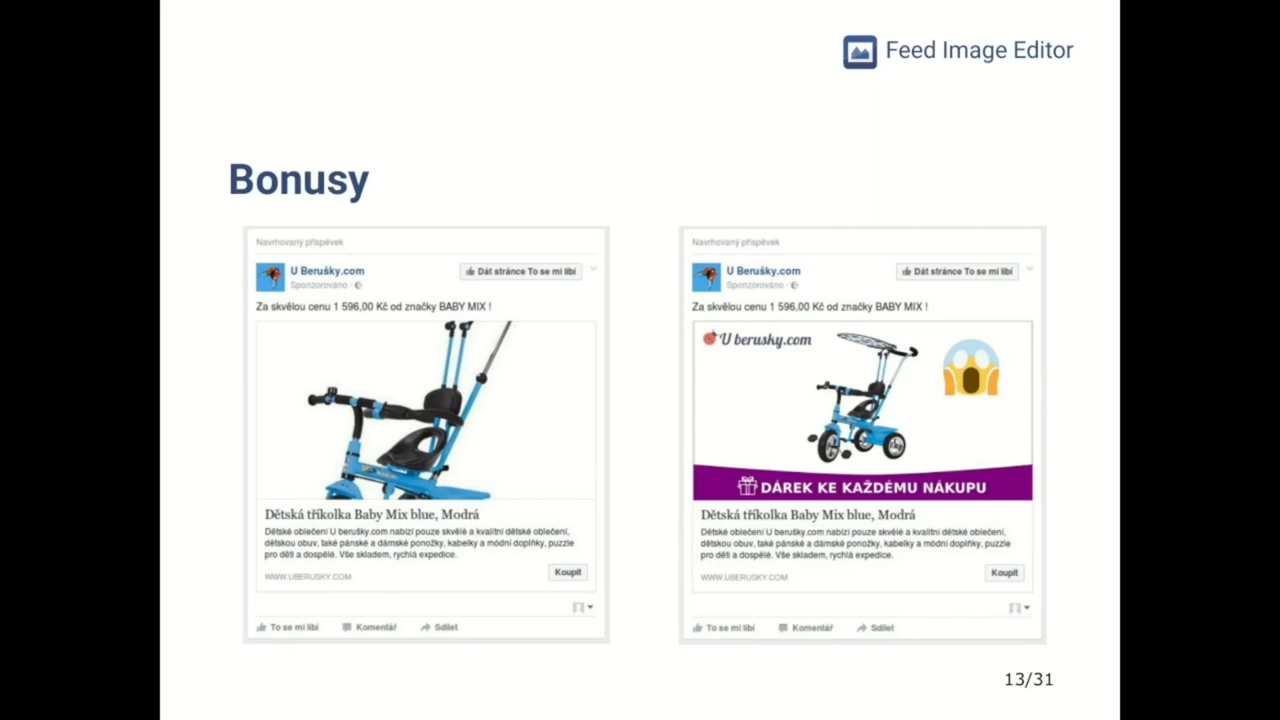 Feed Image Editor
Bonusy
Navrhovaný příspěvek
U Berušky.com
Dát stránce To se mi líbí
Sponzorováno ·
Za skvělou cenu 1 596,00 Kč od značky BABY MIX !
Dětská tříkolka Baby Mix blue, Modrá
Dětské oblečení U berušky.com nabízí pouze skvělé a kvalitní dětské oblečení,
dětskou obuv, také pánské a dámské ponožky, kabelky a módní doplňky, puzzle
pro děti a dospělé. Vše skladem, rychlá expedice.
WWW.UBERUSKY.COM
Koupit
To se mi líbí
Komentář
Sdílet
Navrhovaný příspěvek
U Berušky.com
Dát stránce To se mi líbí
Sponzorováno ·
Za skvělou cenu 1 596,00 Kč od značky BABY MIX !
U berusky.com
DÁREK KE KAŽDÉMU NÁKUPU
Dětská tříkolka Baby Mix blue, Modrá
Dětské oblečení U berušky.com nabízí pouze skvělé a kvalitní dětské oblečení,
dětskou obuv, také pánské a dámské ponožky, kabelky a módní doplňky, puzzle
pro děti a dospělé. Vše skladem, rychlá expedice.
WWW.UBERUSKY.COM
Koupit
To se mi líbí
Komentář
Sdílet
13/31